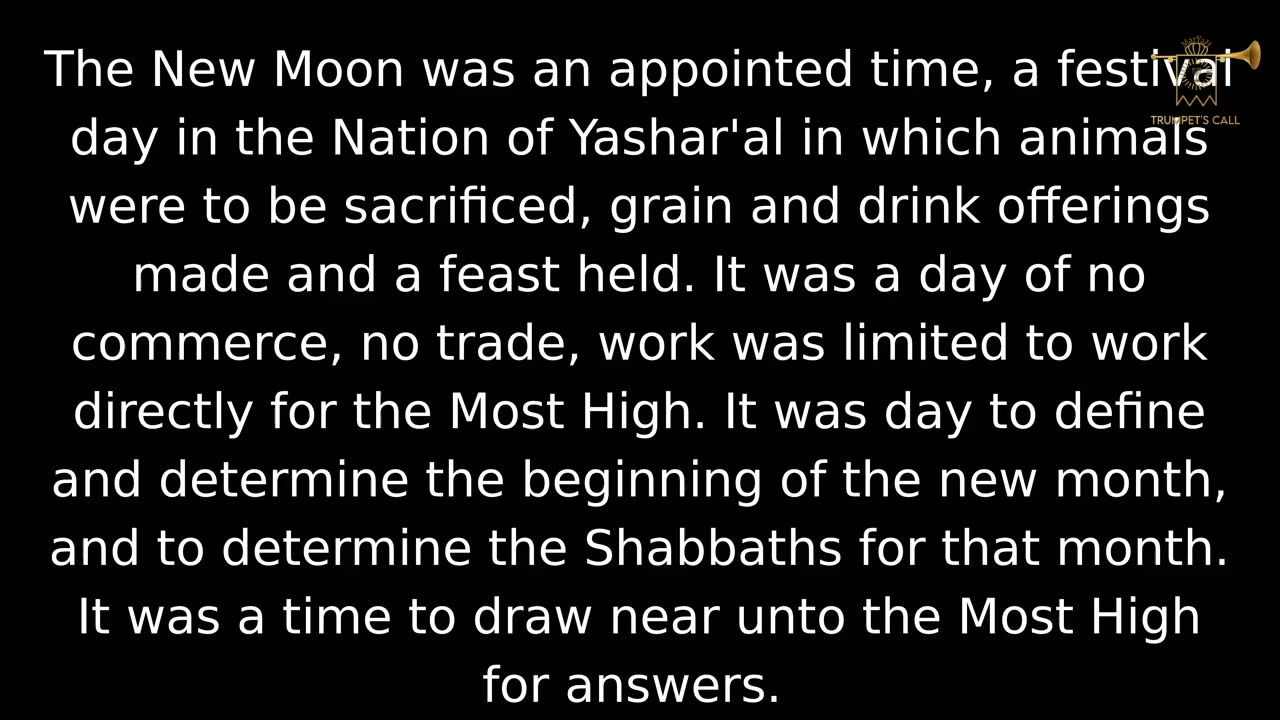 The New Moon was an appointed time, a festival
day in the Nation of Yashar'al in which animals
were to be sacrificed, grain and drink offerings
made and a feast held. It was a day of no
commerce, no trade, work was limited to work
directly for the Most High. It was day to define
and determine the beginning of the new month,
and to determine the Shabbaths for that month.
It was a time to draw near unto the Most High
for answers.
TRUMPET'S CALL